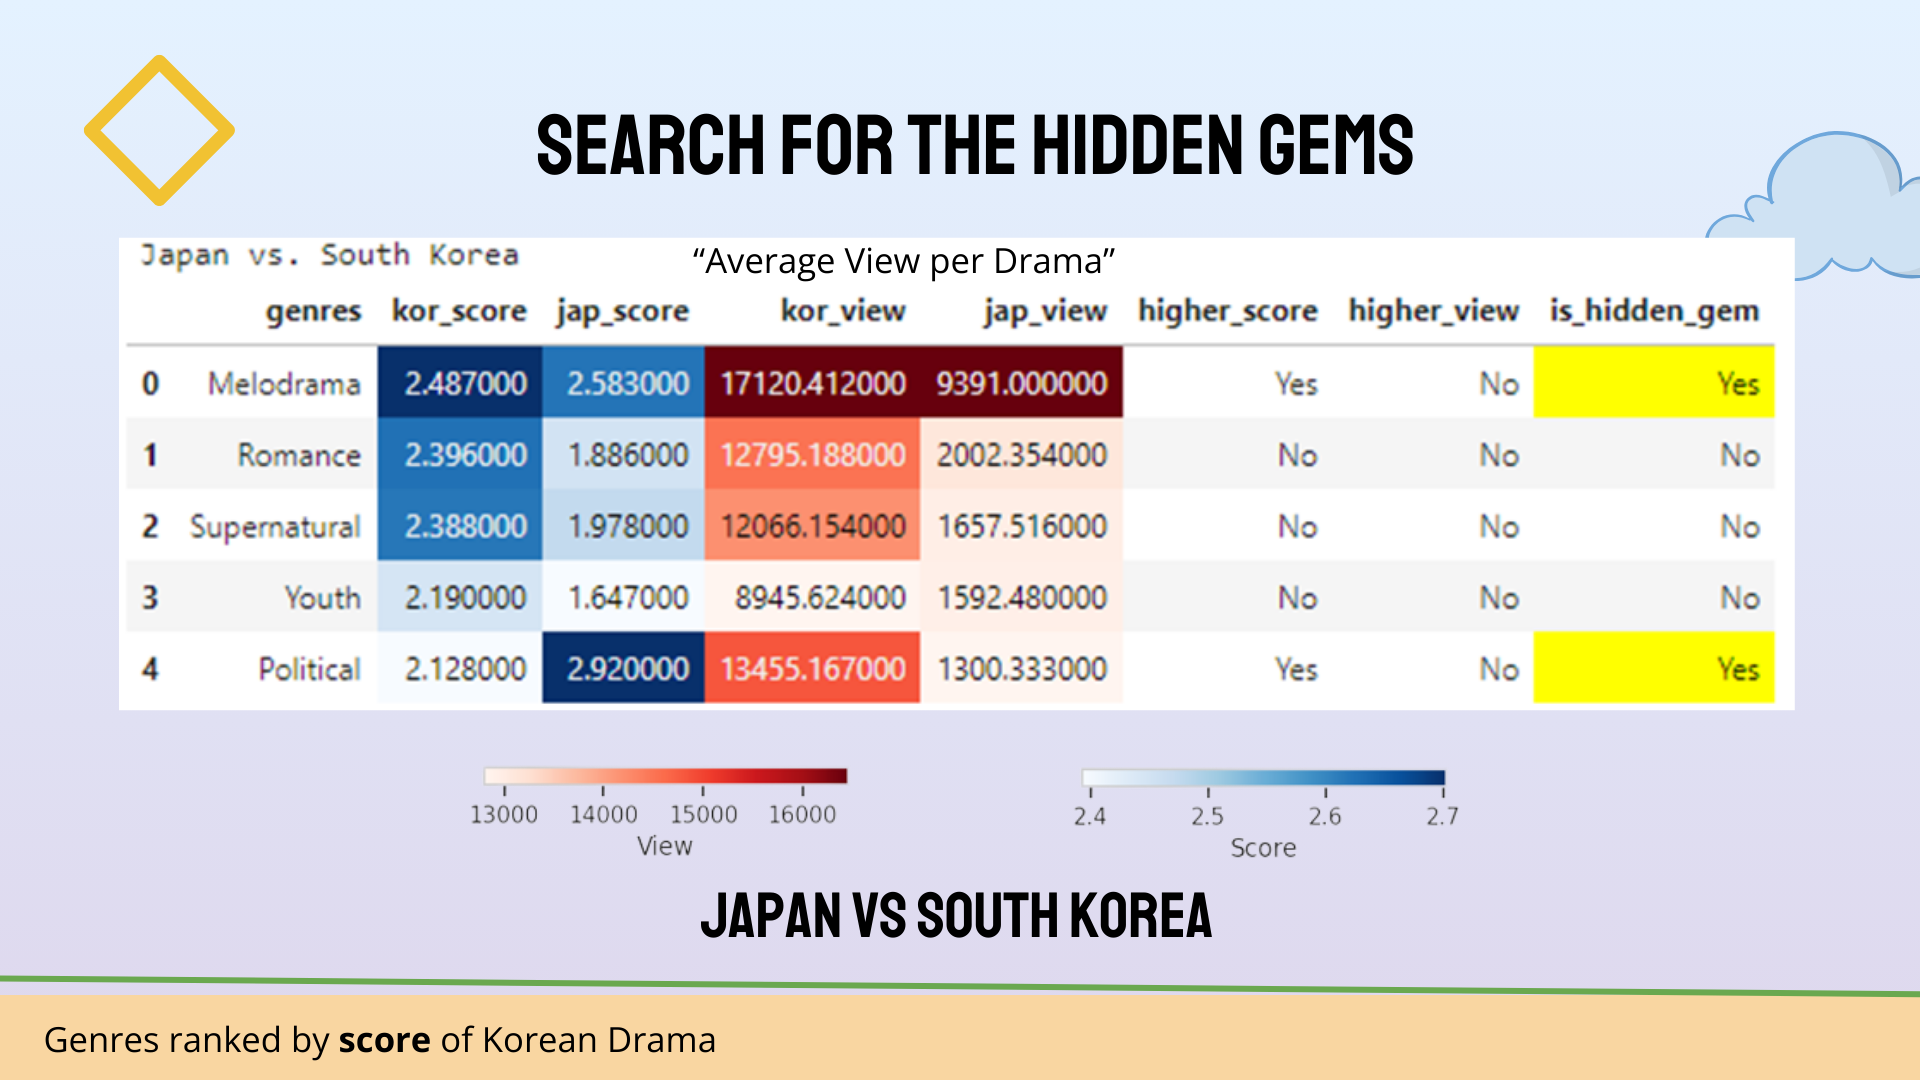 SEARCH FOR THE HIDDEN GEMS
Japan vs. South Korea
“Average View per Drama”
genres kor_score jap_score kor_view jap_view higher_score higher_view is_hidden_gem
0 Melodrama 2.487000 2.583000 17120.412000 9391.000000 Yes No Yes
1 Romance 2.396000 1.886000 12795.188000 2002.354000 No No No
2 Supernatural 2.388000 1.978000 12066.154000 1657.516000 No No No
3 Youth 2.190000 1.647000 8945.624000 1592.480000 No No No
4 Political 2.128000 2.920000 13455.167000 1300.333000 Yes No Yes
13000 14000 15000 16000
View
2.4 2.5 2.6 2.7
Score
JAPAN VS SOUTH KOREA
Genres ranked by score of Korean Drama